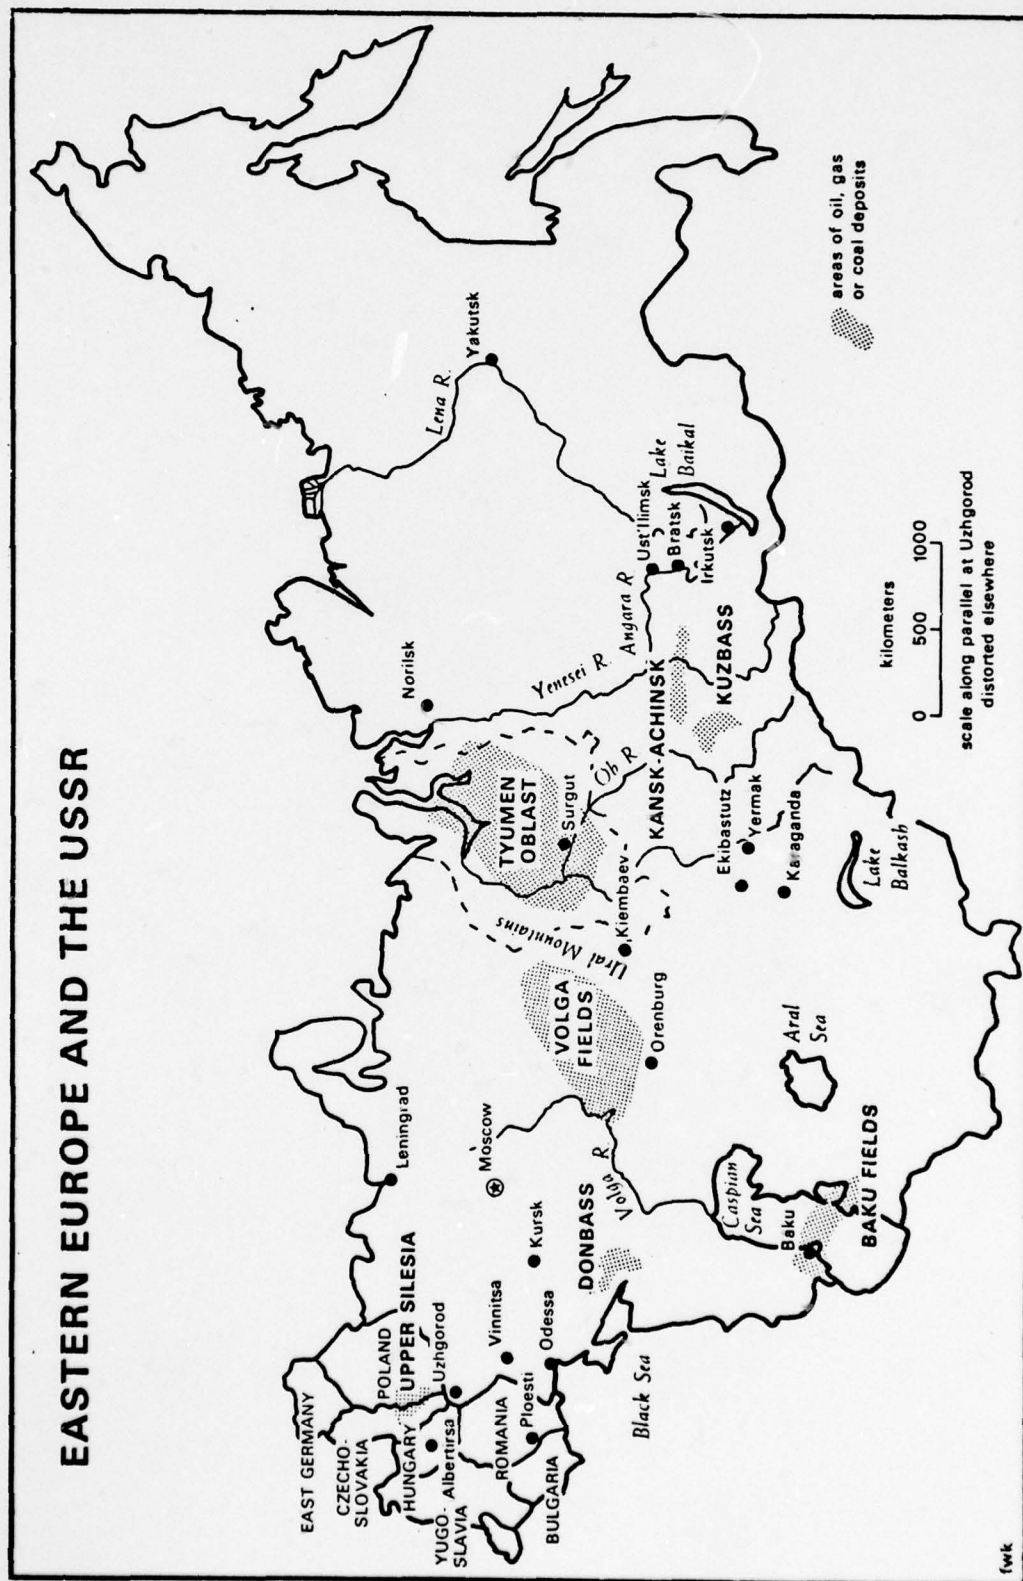 EASTERN EUROPE AND THE USSR
EAST GERMANY
POLAND
CZECHO-
SLOVAKIA
UPPER SILESIA
HUNGARY
Uzhgorod
Albertirsa
YUGO-
SLAVIA
ROMANIA
Ploesti
BULGARIA
Vinnitsa
Odessa
Black Sea
Leningrad
Moscow
Kursk
DONBASS
Volga R.
VOLGA
FIELDS
Orenburg
Ural Mountains
Kiembaev
Caspian
Sea
Baku
BAKU FIELDS
Aral
Sea
TYUMEN
OBLAST
Surgut
Ob R
Norilsk
Yenesei R.
Angara R
KANSK-ACHINSK
KUZBASS
Ekibastutz
Yermak
Karaganda
Lake
Balkash
Lena R.
Yakutsk
Ust'Ilimsk
Bratsk
Irkutsk
Lake
Baikal
kilometers
0 500 1000
scale along parallel at Uzhgorod
distorted elsewhere
areas of oil, gas
or coal deposits
fwk